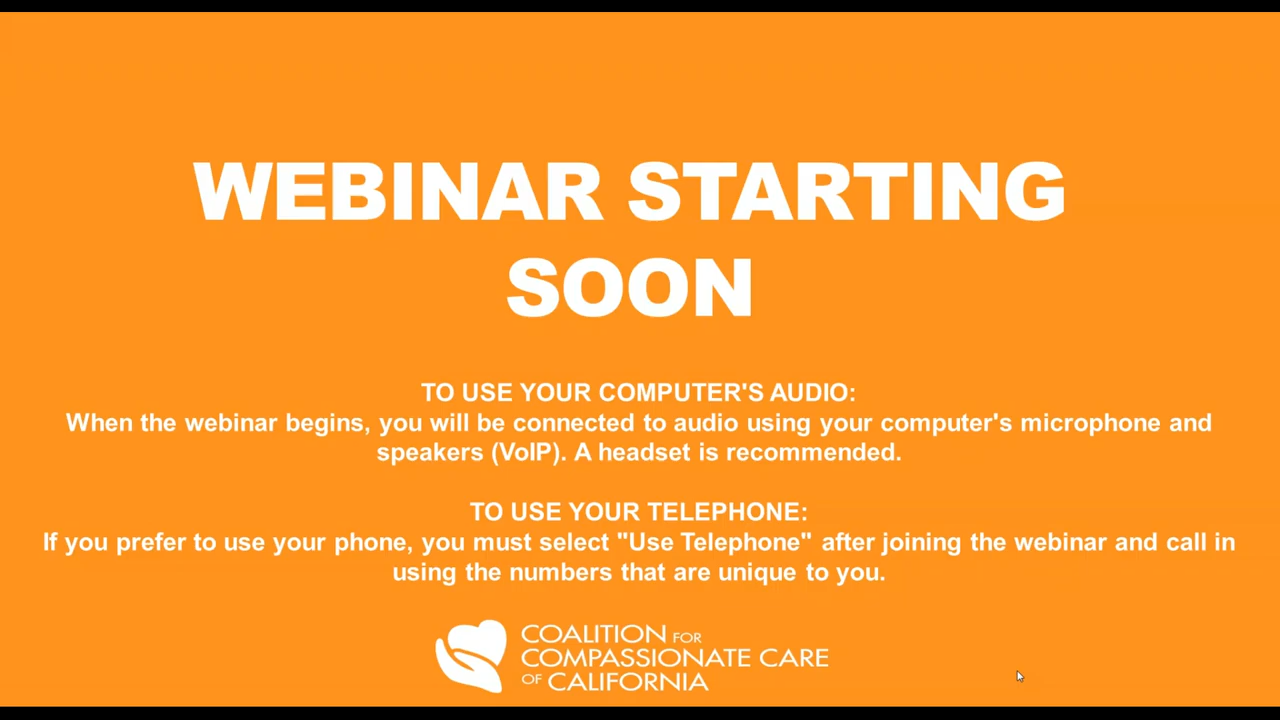 WEBINAR STARTING
SOON
TO USE YOUR COMPUTER'S AUDIO:
When the webinar begins, you will be connected to audio using your computer's microphone and
speakers (VoIP). A headset is recommended.
TO USE YOUR TELEPHONE:
If you prefer to use your phone, you must select "Use Telephone" after joining the webinar and call in
using the numbers that are unique to you.
COALITION FOR
COMPASSIONATE CARE
OF CALIFORNIA